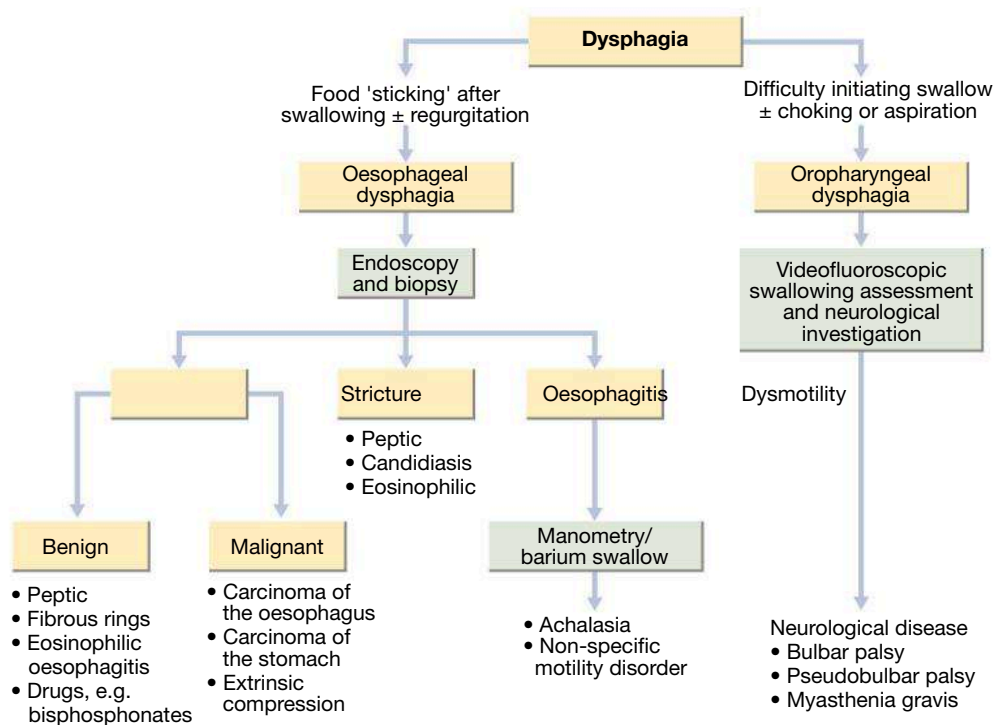 Dysphagia
Food 'sticking' after
swallowing ± regurgitation
Difficulty initiating swallow
± choking or aspiration
Oesophageal
dysphagia
Oropharyngeal
dysphagia
Endoscopy
and biopsy
Videofluoroscopic
swallowing assessment
and neurological
investigation
Stricture
Oesophagitis
Dysmotility
• Peptic
• Candidiasis
• Eosinophilic
Benign
Malignant
Manometry/
barium swallow
• Peptic
• Fibrous rings
• Eosinophilic
oesophagitis
• Drugs, e.g.
bisphosphonates
• Carcinoma of
the oesophagus
• Carcinoma of
the stomach
• Extrinsic
compression
• Achalasia
• Non-specific
motility disorder
Neurological disease
• Bulbar palsy
• Pseudobulbar palsy
• Myasthenia gravis